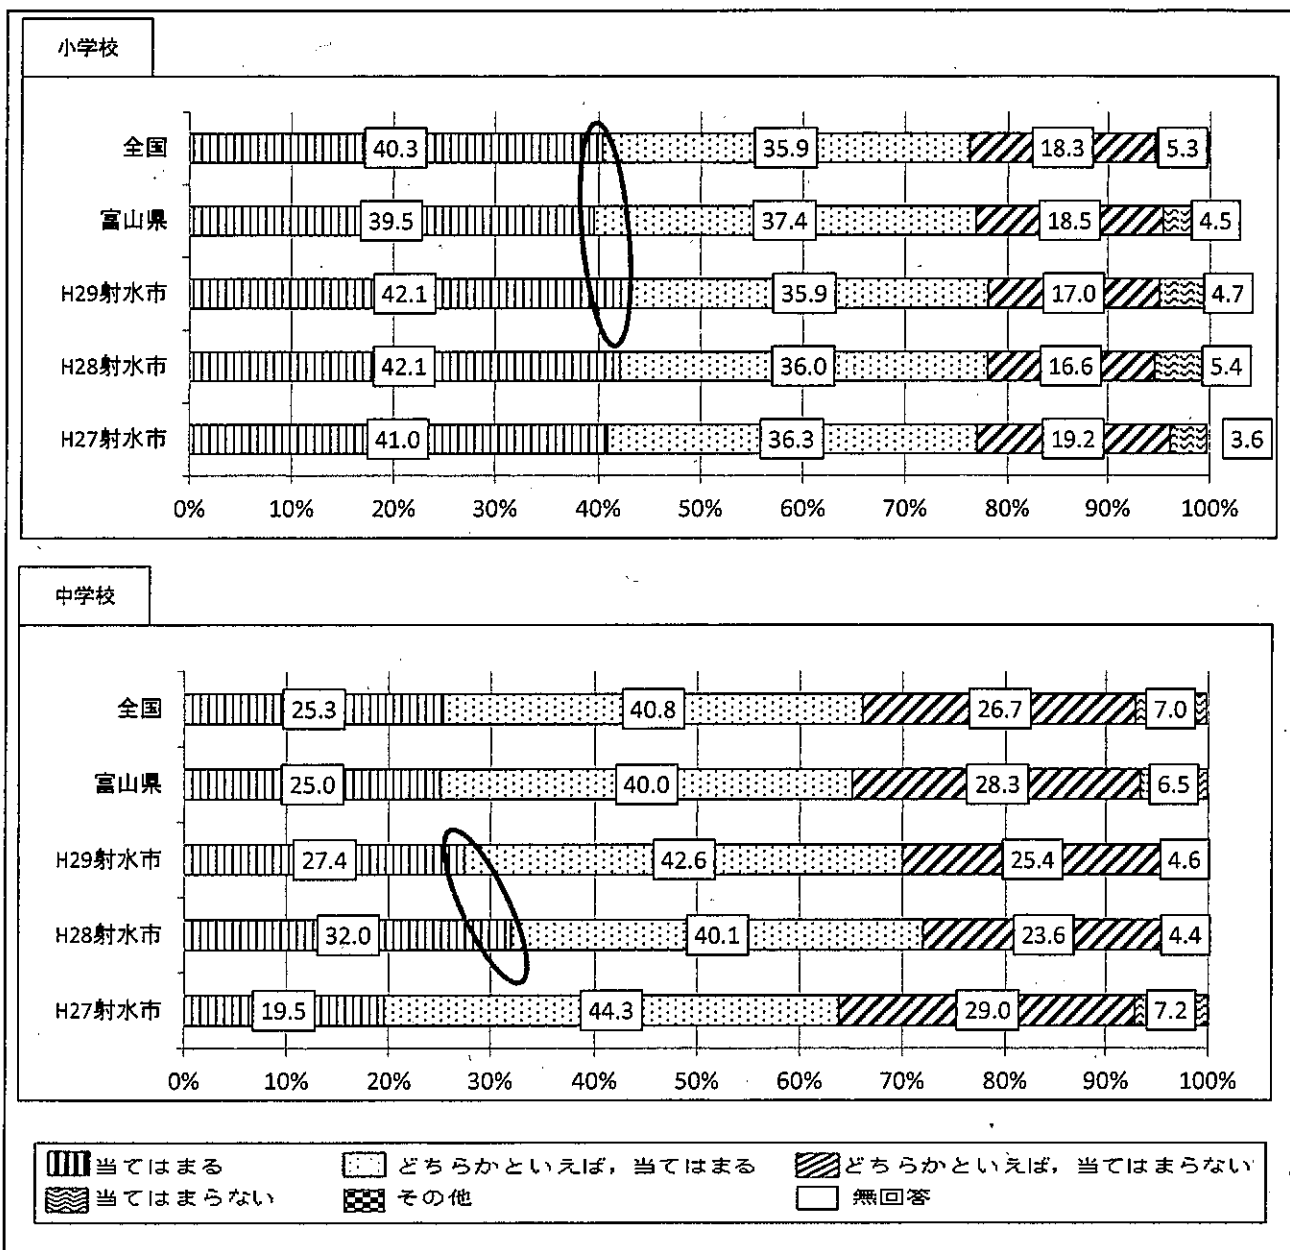 小学校
全国 40.3 35.9 18.3 5.3
富山県 39.5 37.4 18.5 4.5
H29射水市 42.1 35.9 17.0 4.7
H28射水市 42.1 36.0 16.6 5.4
H27射水市 41.0 36.3 19.2 3.6
0% 10% 20% 30% 40% 50% 60% 70% 80% 90% 100%
中学校
全国 25.3 40.8 26.7 7.0
富山県 25.0 40.0 28.3 6.5
H29射水市 27.4 42.6 25.4 4.6
H28射水市 32.0 40.1 23.6 4.4
H27射水市 19.5 44.3 29.0 7.2
0% 10% 20% 30% 40% 50% 60% 70% 80% 90% 100%
当てはまる どちらかといえば，当てはまる どちらかといえば，当てはまらない
当てはまらない その他 無回答